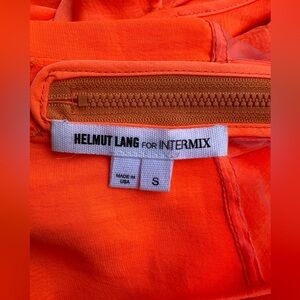 HELMUT LANG FOR INTERMIX
MADE IN
USA
S